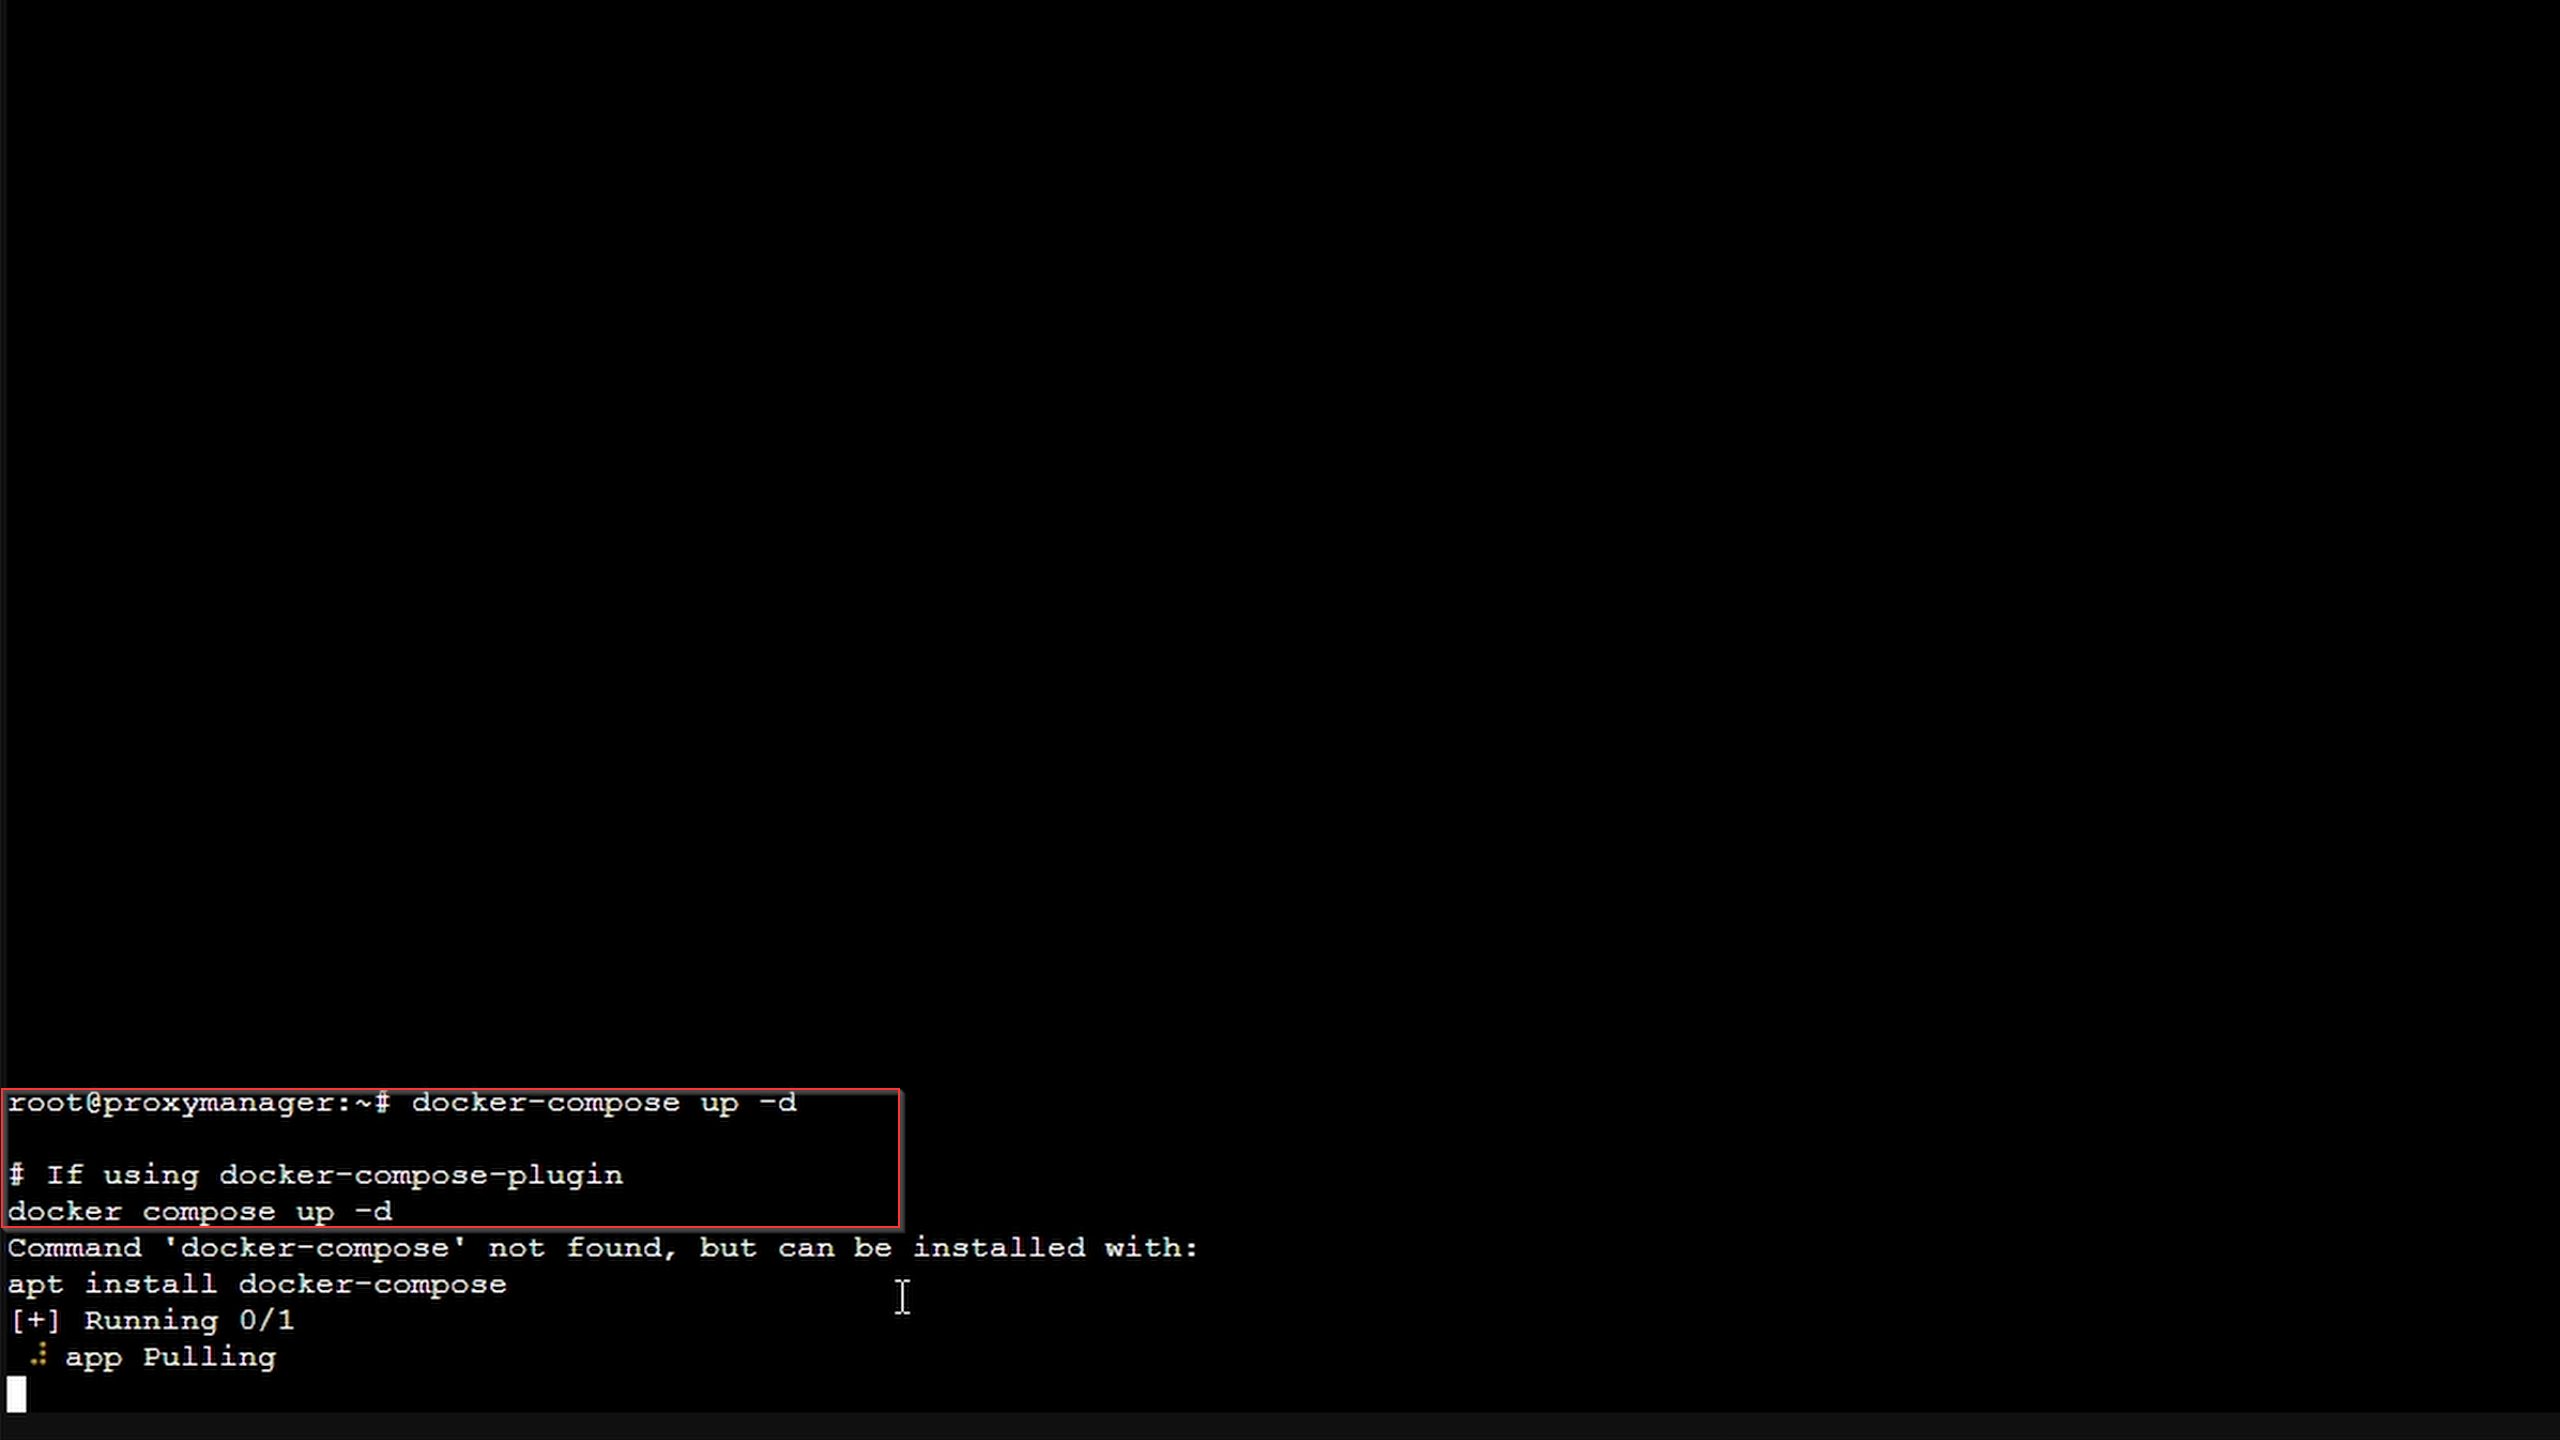 root@proxymanager:~# docker-compose up -d
# If using docker-compose-plugin
docker compose up -d
Command 'docker-compose' not found, but can be installed with:
apt install docker-compose
[+] Running 0/1
app Pulling